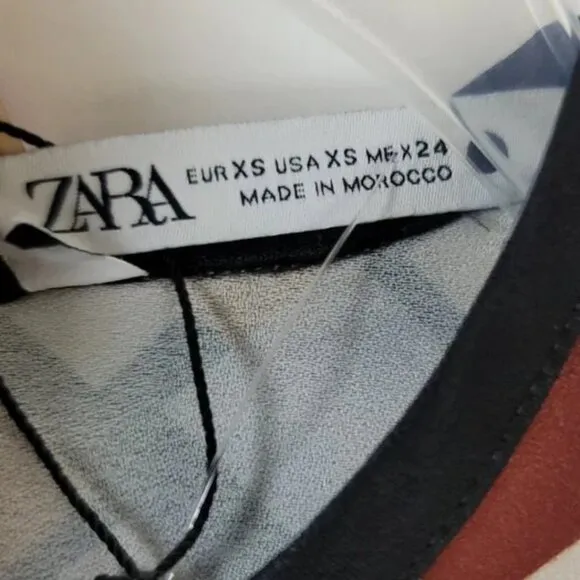 ZARA
EUR XS USA XS MEX 24
MADE IN MOROCCO